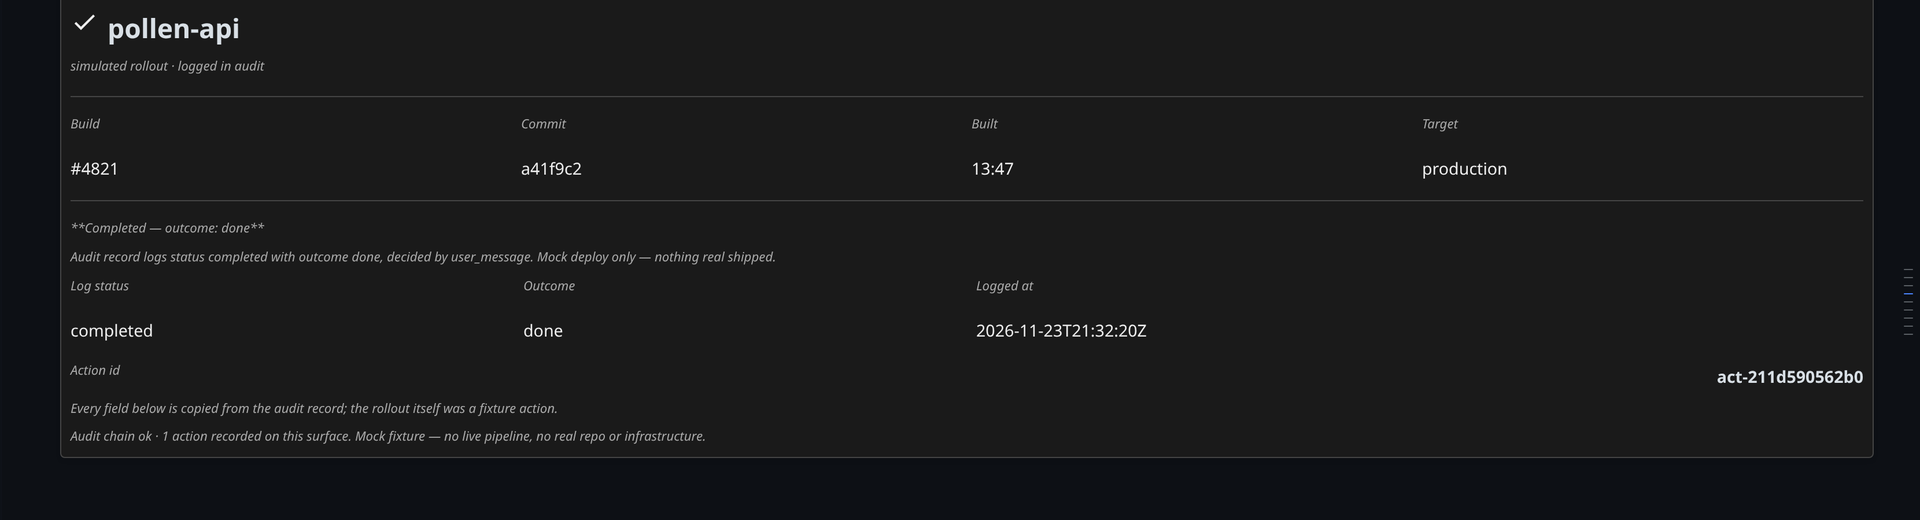 pollen-api
simulated rollout · logged in audit
Build Commit Built Target
#4821 a41f9c2 13:47 production
**Completed — outcome: done**
Audit record logs status completed with outcome done, decided by user_message. Mock deploy only — nothing real shipped.
Log status Outcome Logged at
completed done 2026-11-23T21:32:20Z
Action id
act-211d590562b0
Every field below is copied from the audit record; the rollout itself was a fixture action.
Audit chain ok · 1 action recorded on this surface. Mock fixture — no live pipeline, no real repo or infrastructure.